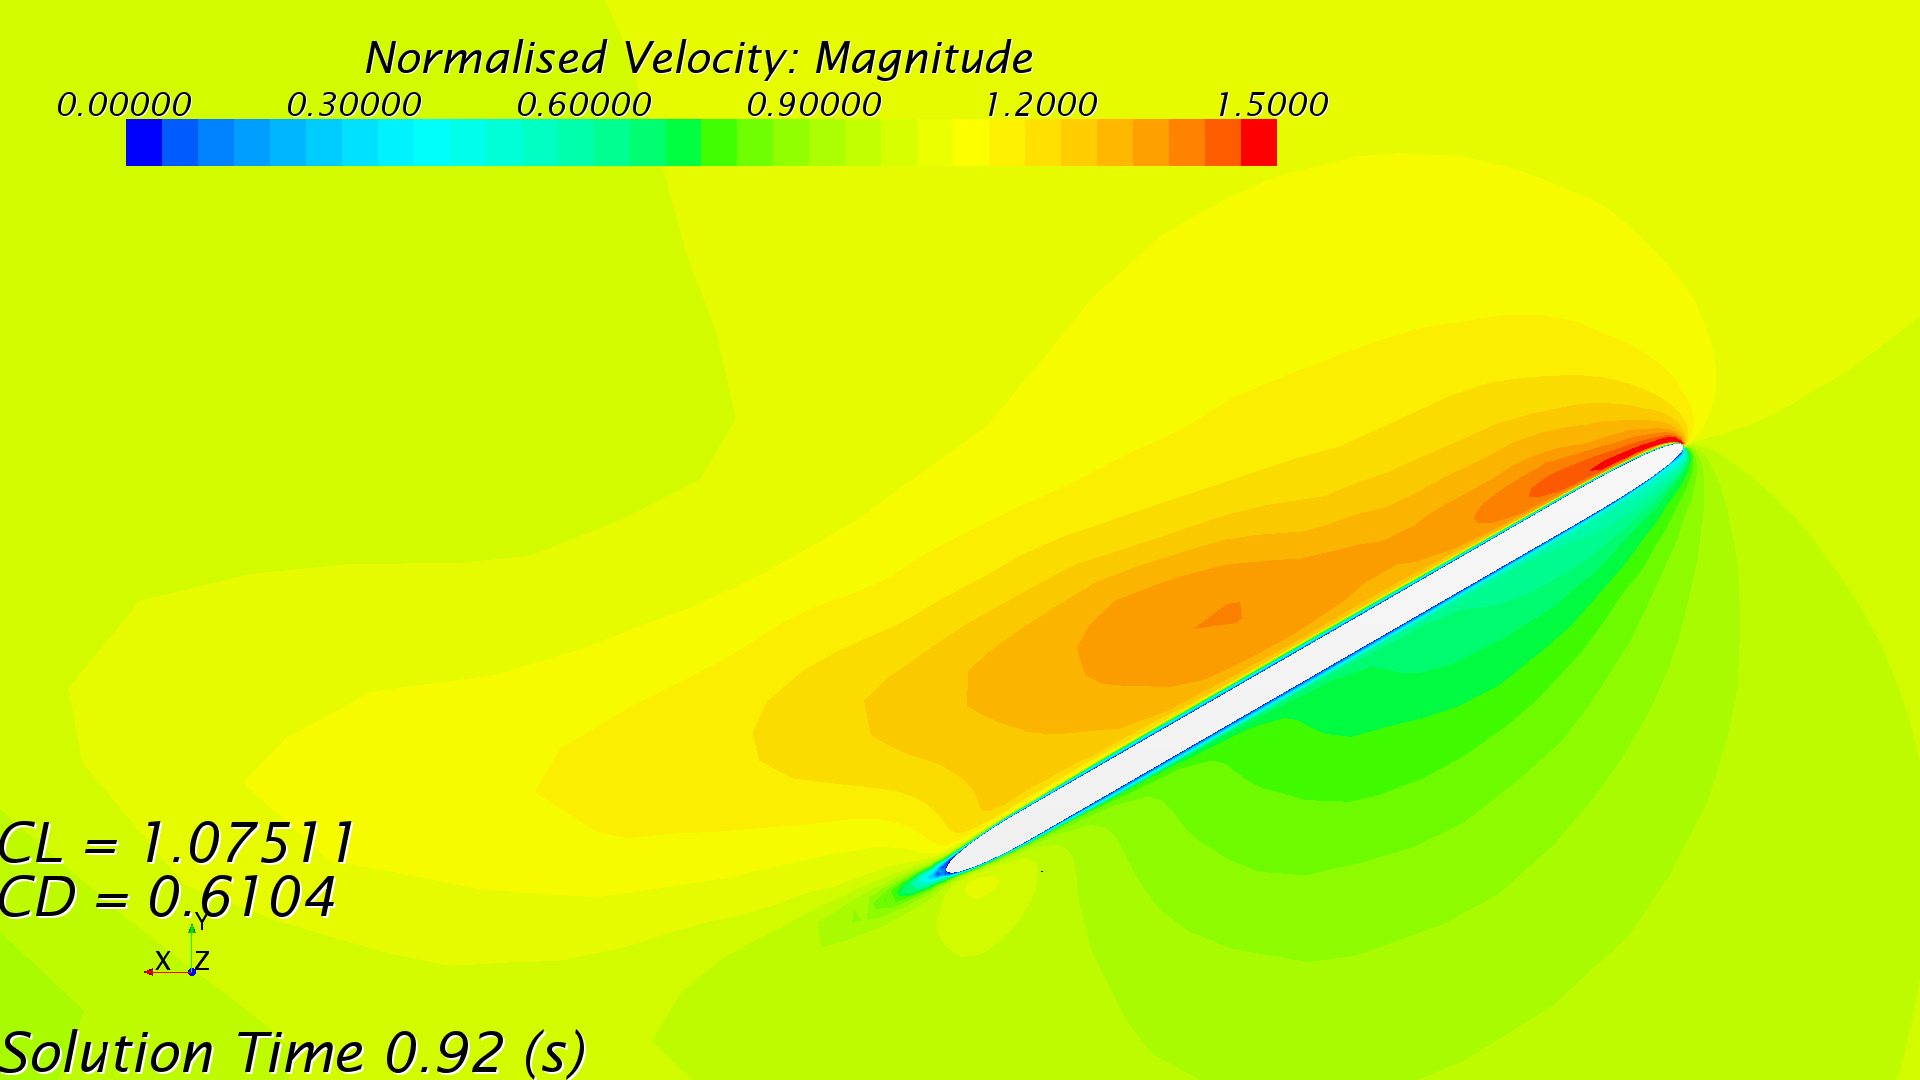 Normalised Velocity: Magnitude
0.00000 0.30000 0.60000 0.90000 1.2000 1.5000
CL = 1.07511
CD = 0.6104
Y
X Z
Solution Time 0.92 (s)